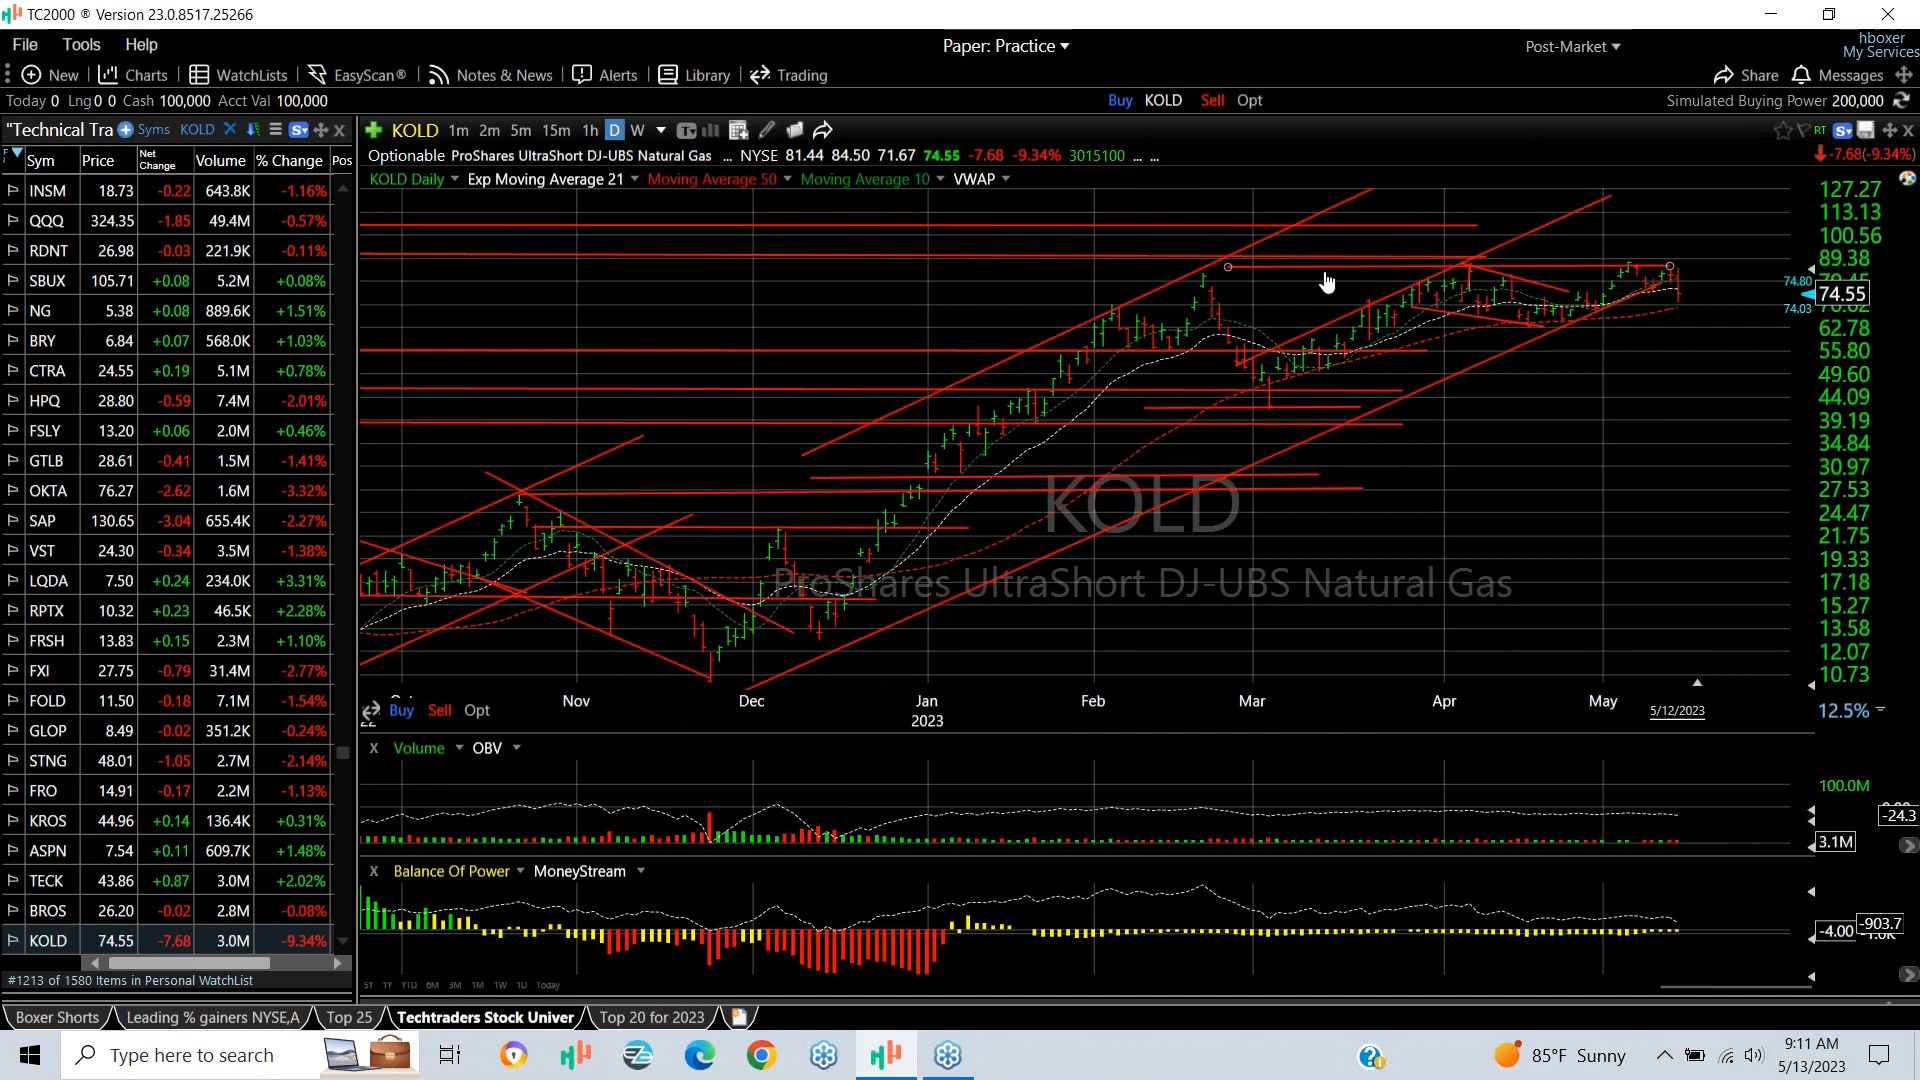 TC2000 ® Version 23.0.8517.25266
File Tools Help
Paper: Practice
Post-Market
hboxer
My Services
New Charts WatchLists EasyScan® Notes & News Alerts Library Trading
Share Messages
Today 0 Lng 0 0 Cash 100,000 Acct Val 100,000
Buy KOLD Sell Opt
Simulated Buying Power 200,000
"Technical Tra Syms KOLD
KOLD 1m 2m 5m 15m 1h D W
RT
Sym Price Net Change Volume % Change Pos
Optionable ProShares UltraShort DJ-UBS Natural Gas ... NYSE 81.44 84.50 71.67 74.55 -7.68 -9.34% 3015100 ... ...
-7.68(-9.34%)
KOLD Daily Exp Moving Average 21 Moving Average 50 Moving Average 10 VWAP
INSM 18.73 -0.22 643.8K -1.16%
QQQ 324.35 -1.85 49.4M -0.57%
RDNT 26.98 -0.03 221.9K -0.11%
SBUX 105.71 +0.08 5.2M +0.08%
NG 5.38 +0.08 889.6K +1.51%
BRY 6.84 +0.07 568.0K +1.03%
CTRA 24.55 +0.19 5.1M +0.78%
HPQ 28.80 -0.59 7.4M -2.01%
FSLY 13.20 +0.06 2.0M +0.46%
GTLB 28.61 -0.41 1.5M -1.41%
OKTA 76.27 -2.62 1.6M -3.32%
SAP 130.65 -3.04 655.4K -2.27%
VST 24.30 -0.34 3.5M -1.38%
LQDA 7.50 +0.24 234.0K +3.31%
RPTX 10.32 +0.23 46.5K +2.28%
FRSH 13.83 +0.15 2.3M +1.10%
FXI 27.75 -0.79 31.4M -2.77%
FOLD 11.50 -0.18 7.1M -1.54%
GLOP 8.49 -0.02 351.2K -0.24%
STNG 48.01 -1.05 2.7M -2.14%
FRO 14.91 -0.17 2.2M -1.13%
KROS 44.96 +0.14 136.4K +0.31%
ASPN 7.54 +0.11 609.7K +1.48%
TECK 43.86 +0.87 3.0M +2.02%
BROS 26.20 -0.02 2.8M -0.08%
KOLD 74.55 -7.68 3.0M -9.34%
#1213 of 1580 Items in Personal WatchList
127.27
113.13
100.56
89.38
74.80
74.55
74.03
62.78
55.80
49.60
44.09
39.19
34.84
30.97
27.53
24.47
21.75
19.33
17.18
15.27
13.58
12.07
10.73
12.5%
KOLD
ProShares UltraShort DJ-UBS Natural Gas
Nov Dec Jan Feb Mar Apr May
2023
5/12/2023
Buy Sell Opt
X Volume OBV
100.0M
-24.3
3.1M
X Balance Of Power MoneyStream
-903.7
-4.00
5Y 1Y YTD 6M 3M 1M 1W 1D Today
Boxer Shorts Leading % gainers NYSE,A Top 25 Techtraders Stock Univer Top 20 for 2023
Type here to search
85°F Sunny
9:11 AM
5/13/2023